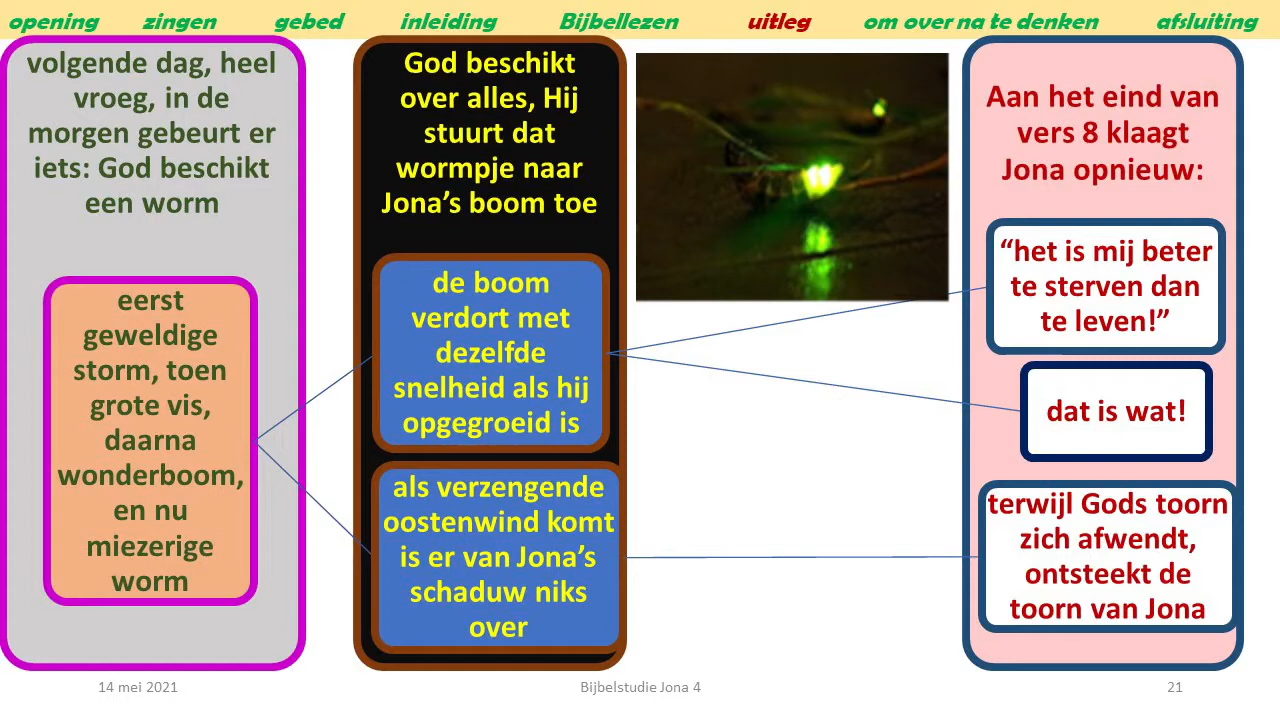 opening zingen gebed inleiding Bijbellezen uitleg om over na te denken afsluiting
volgende dag, heel
vroeg, in de
morgen gebeurt er
iets: God beschikt
een worm
eerst
geweldige
storm, toen
grote vis,
daarna
wonderboom,
en nu
miezerige
worm
God beschikt
over alles, Hij
stuurt dat
wormpje naar
Jona’s boom toe
de boom
verdort met
dezelfde
snelheid als hij
opgegroeid is
als verzengende
oostenwind komt
is er van Jona’s
schaduw niks
over
Aan het eind van
vers 8 klaagt
Jona opnieuw:
“het is mij beter
te sterven dan
te leven!”
dat is wat!
terwijl Gods toorn
zich afwendt,
ontsteekt de
toorn van Jona
14 mei 2021
Bijbelstudie Jona 4
21